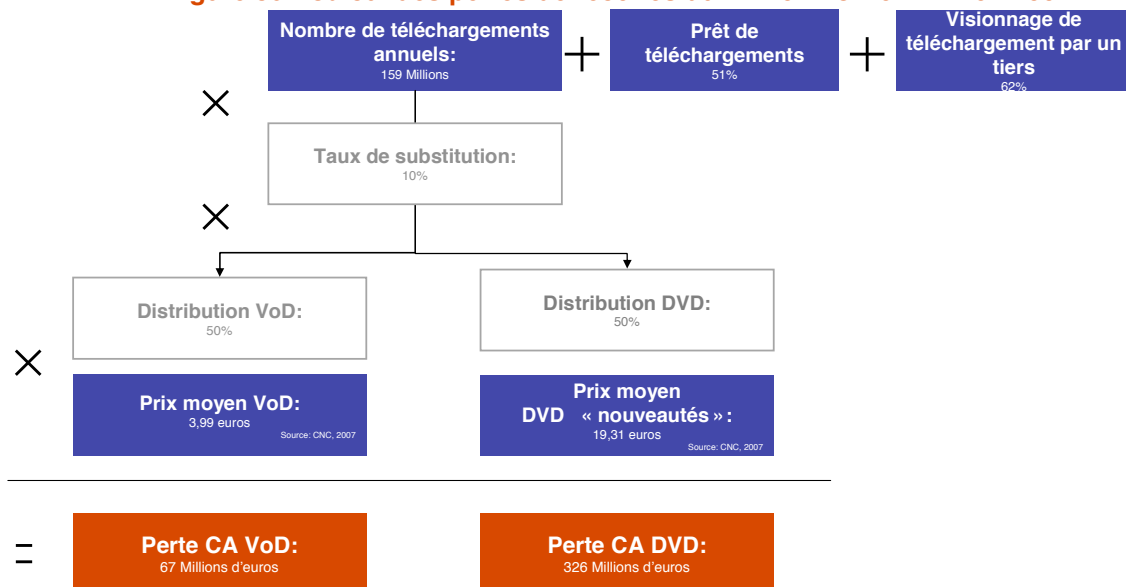 Nombre de téléchargements
annuels:
159 Millions
Prêt de
téléchargements
51%
Visionnage de
téléchargement par un
tiers
62%
Taux de substitution:
10%
Distribution VoD:
50%
Distribution DVD:
50%
Prix moyen VoD:
3,99 euros
Source: CNC, 2007
Prix moyen
DVD « nouveautés » :
19,31 euros
Source: CNC, 2007
Perte CA VoD:
67 Millions d'euros
Perte CA DVD:
326 Millions d'euros